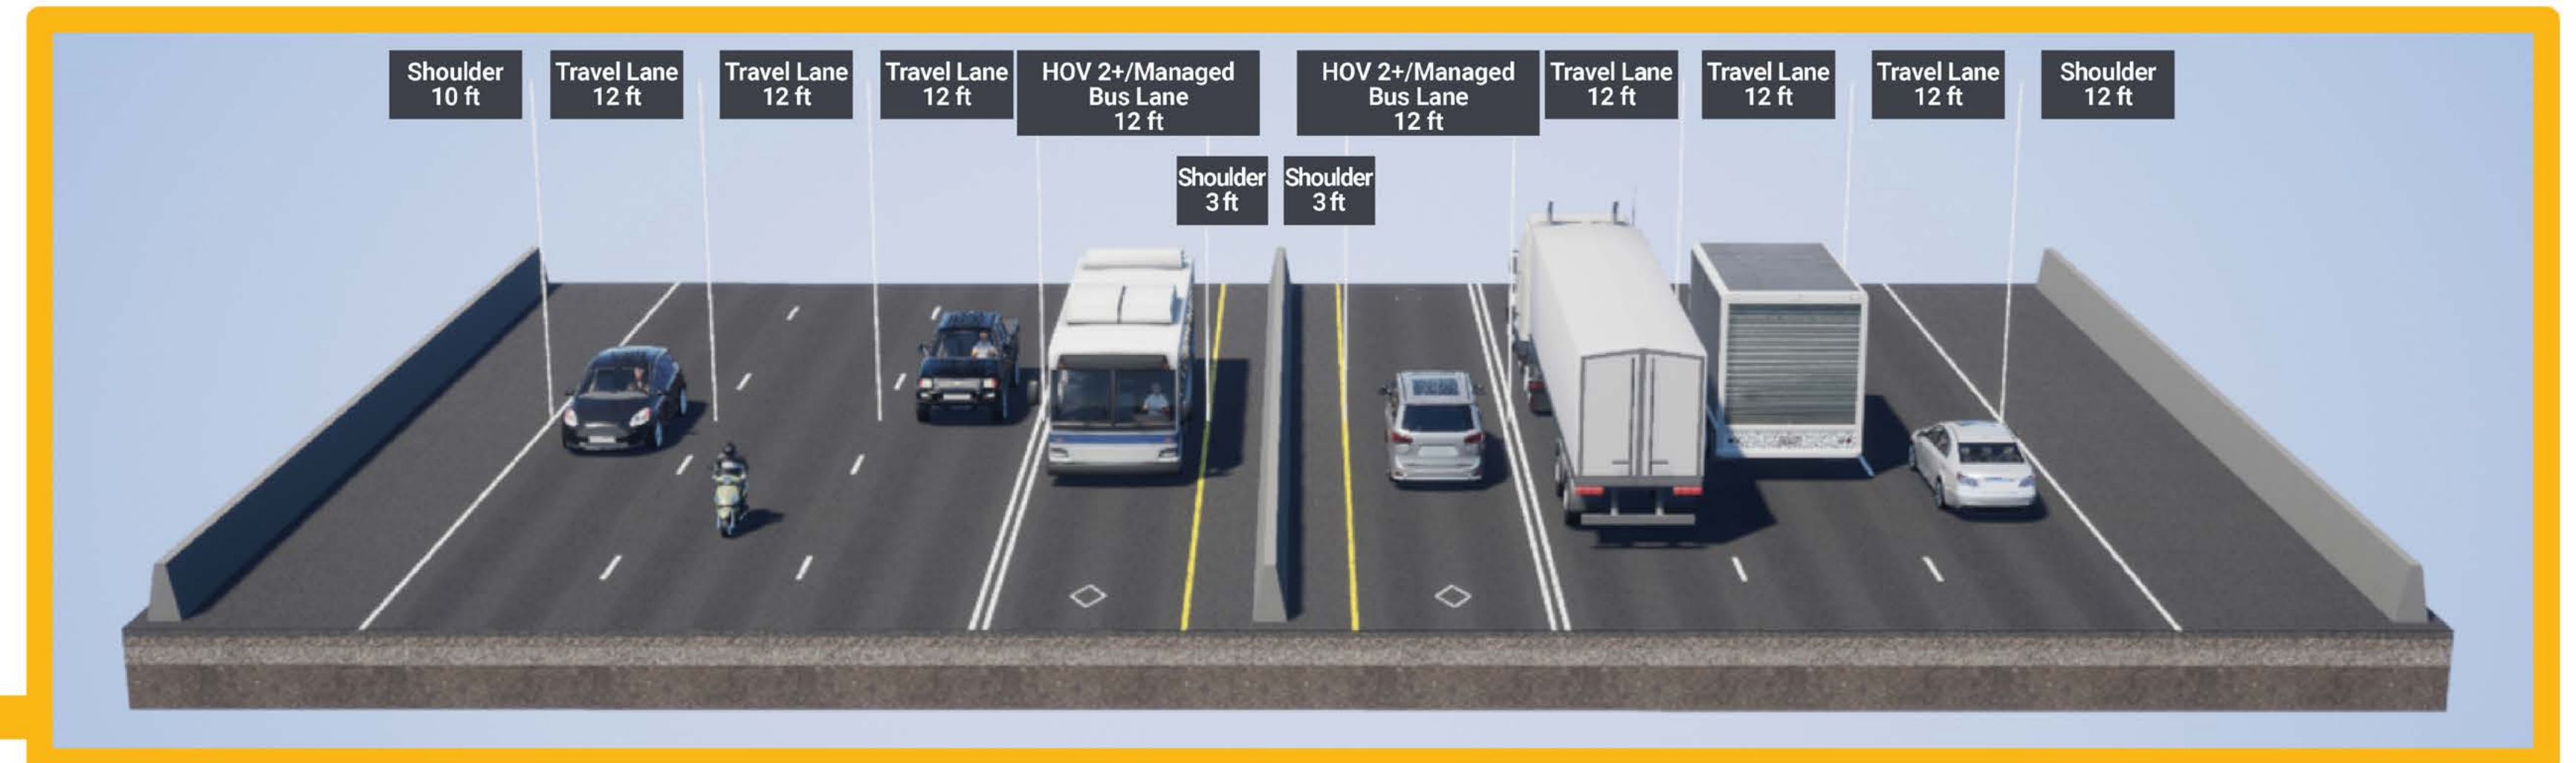 Shoulder
10 ft
Travel Lane
12 ft
Travel Lane
12 ft
Travel Lane
12 ft
HOV 2+/Managed
Bus Lane
12 ft
HOV 2+/Managed
Bus Lane
12 ft
Travel Lane
12 ft
Travel Lane
12 ft
Travel Lane
12 ft
Shoulder
12 ft
Shoulder
3 ft
Shoulder
3 ft